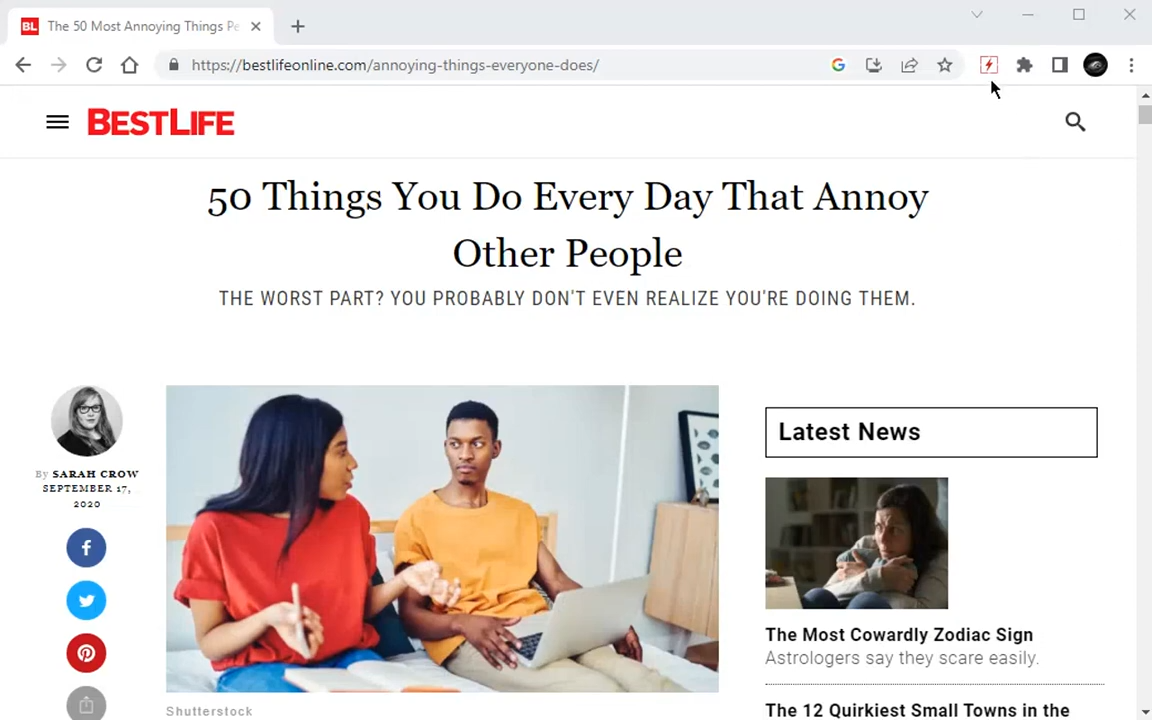 BL The 50 Most Annoying Things Pe
https://bestlifeonline.com/annoying-things-everyone-does/
BESTLIFE
50 Things You Do Every Day That Annoy
Other People
THE WORST PART? YOU PROBABLY DON'T EVEN REALIZE YOU'RE DOING THEM.
By SARAH CROW
SEPTEMBER 17,
2020
Shutterstock
Latest News
The Most Cowardly Zodiac Sign
Astrologers say they scare easily.
The 12 Quirkiest Small Towns in the